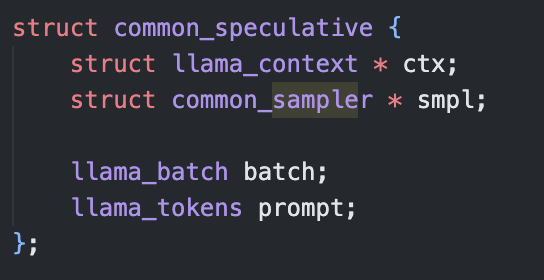 struct common_speculative {
    struct llama_context * ctx;
    struct common_sampler * smpl;

    llama_batch batch;
    llama_tokens prompt;
};